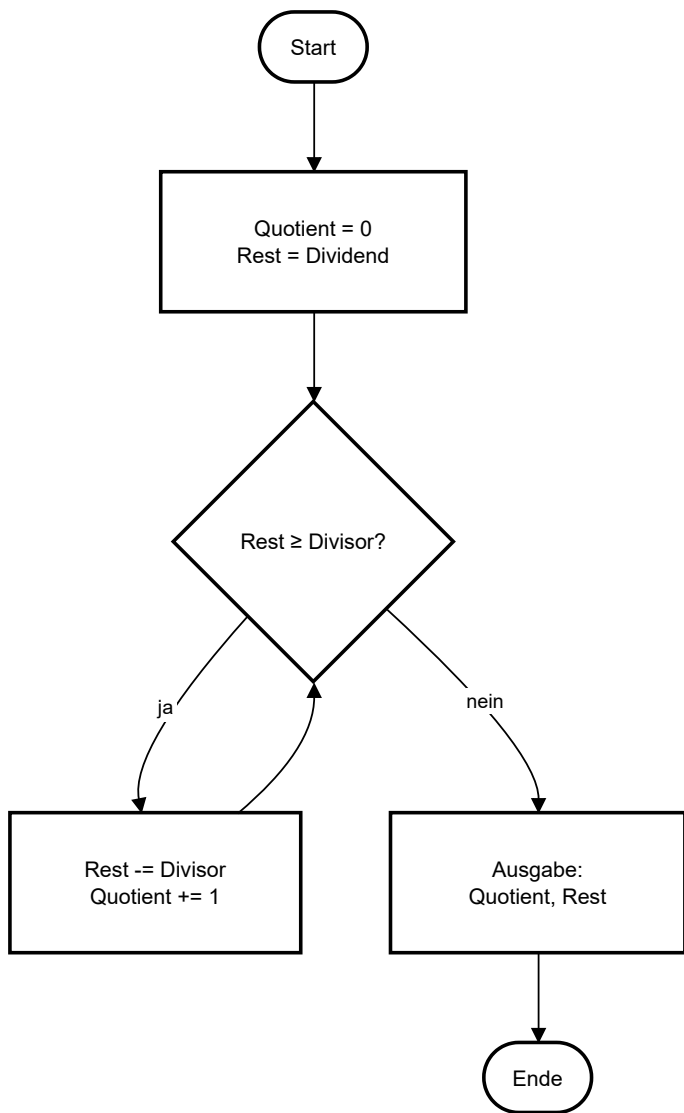 Start
Quotient = 0
Rest = Dividend
Rest ≥ Divisor?
ja
nein
Rest -= Divisor
Quotient += 1
Ausgabe:
Quotient, Rest
Ende